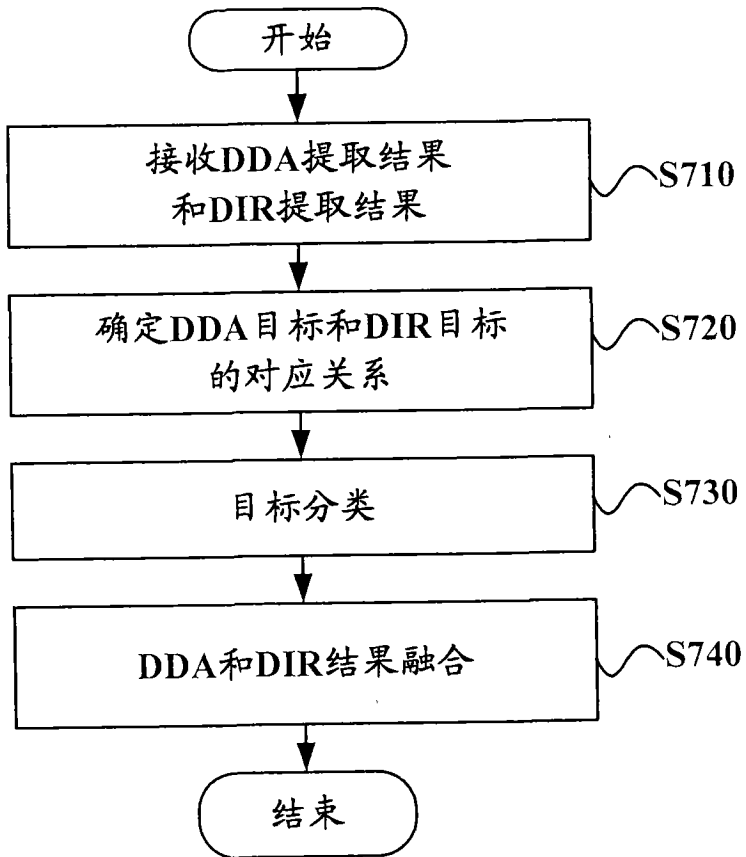 开始
接收DDA提取结果
和DIR提取结果
S710
确定DDA目标和DIR目标
的对应关系
S720
目标分类
S730
DDA和DIR结果融合
S740
结束